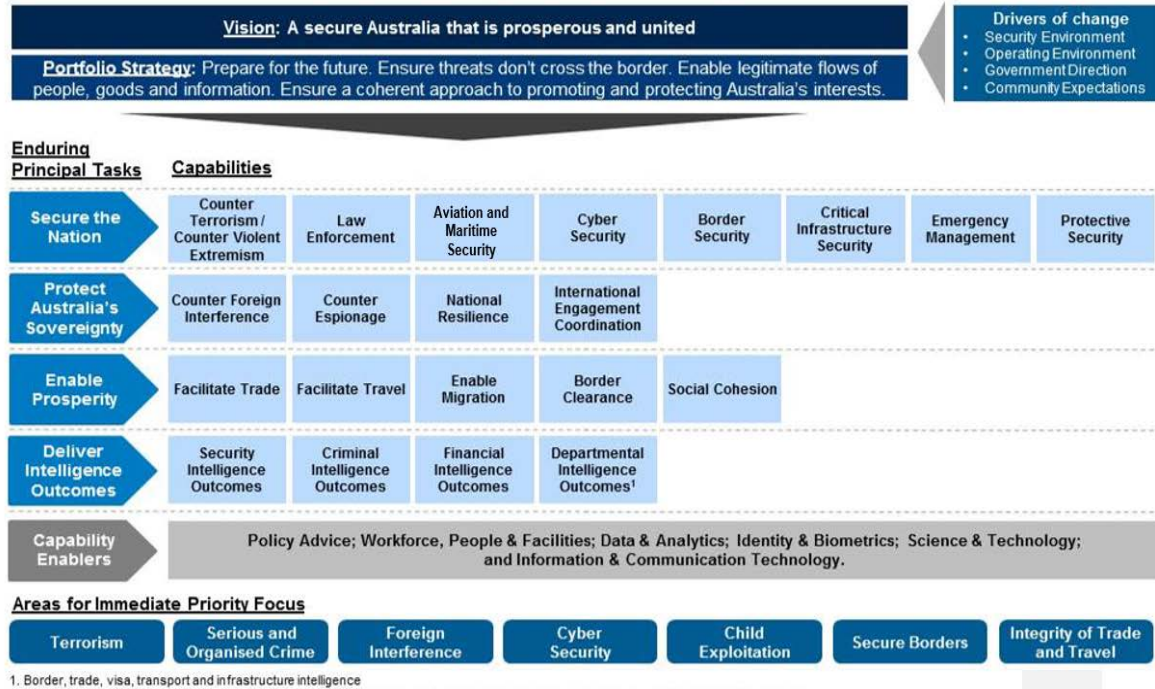 Vision: A secure Australia that is prosperous and united
Portfolio Strategy: Prepare for the future. Ensure threats don't cross the border. Enable legitimate flows of
people, goods and information. Ensure a coherent approach to promoting and protecting Australia's interests.
Drivers of change
• Security Environment
• Operating Environment
• Government Direction
• Community Expectations
Enduring
Principal Tasks
Capabilities
Secure the
Nation
Counter
Terrorism /
Counter Violent
Extremism
Law
Enforcement
Aviation and
Maritime
Security
Cyber
Security
Border
Security
Critical
Infrastructure
Security
Emergency
Management
Protective
Security
Protect
Australia's
Sovereignty
Counter Foreign
Interference
Counter
Espionage
National
Resilience
International
Engagement
Coordination
Enable
Prosperity
Facilitate Trade
Facilitate Travel
Enable
Migration
Border
Clearance
Social Cohesion
Deliver
Intelligence
Outcomes
Security
Intelligence
Outcomes
Criminal
Intelligence
Outcomes
Financial
Intelligence
Outcomes
Departmental
Intelligence
Outcomes¹
Capability
Enablers
Policy Advice; Workforce, People & Facilities; Data & Analytics; Identity & Biometrics; Science & Technology;
and Information & Communication Technology.
Areas for Immediate Priority Focus
Terrorism
Serious and
Organised Crime
Foreign
Interference
Cyber
Security
Child
Exploitation
Secure Borders
Integrity of Trade
and Travel
1. Border, trade, visa, transport and infrastructure intelligence